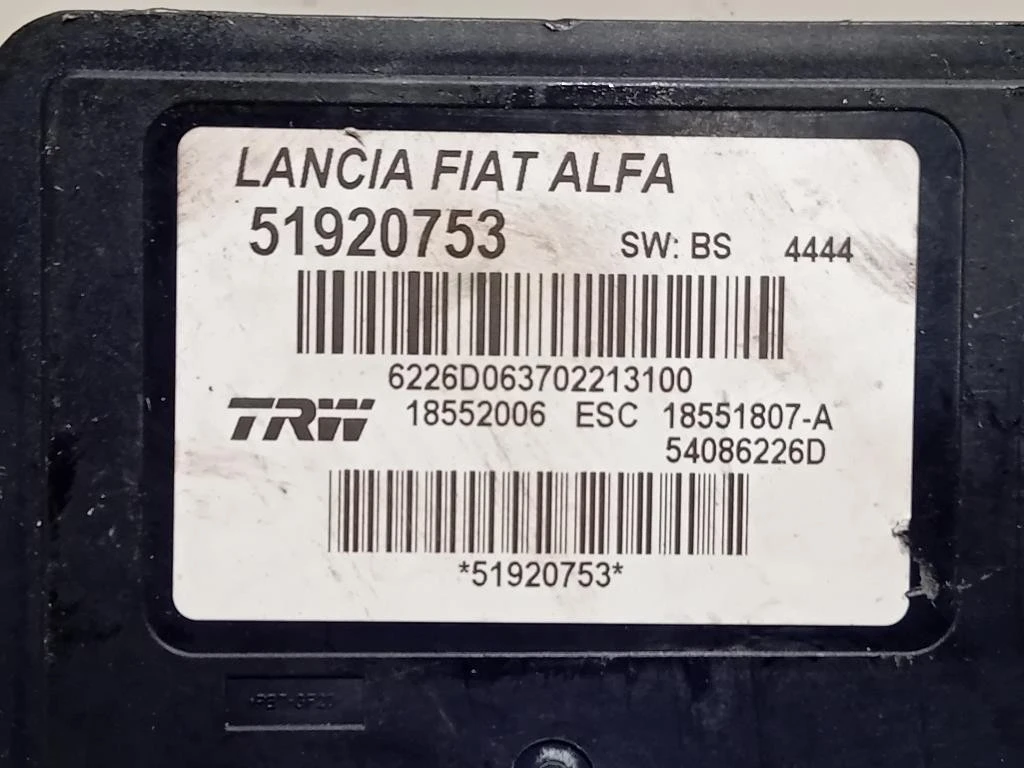 LANCIA FIAT ALFA
51920753 SW: BS 4444
6226D063702213100
TRW 18552006 ESC 18551807-A
54086226D
*51920753*